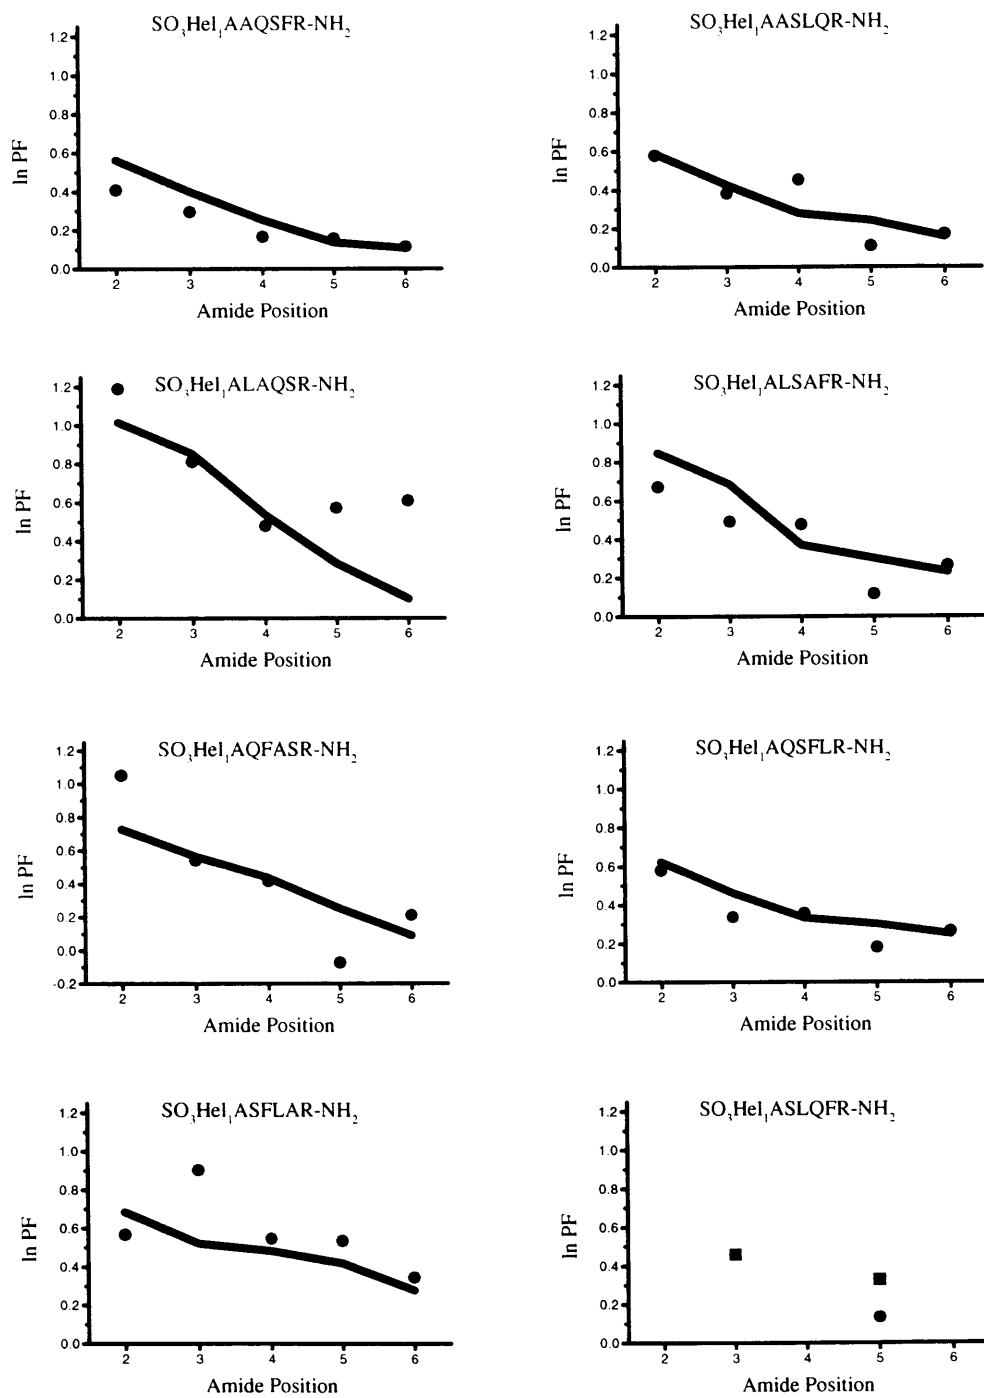 SO₃Hel₁AAQSFR-NH₂
1.2
1.0
0.8
0.6
0.4
0.2
0.0
ln PF
2 3 4 5 6
Amide Position
SO₃Hel₁AASLQR-NH₂
1.2
1.0
0.8
0.6
0.4
0.2
0.0
ln PF
2 3 4 5 6
Amide Position
SO₃Hel₁ALAQSR-NH₂
1.2
1.0
0.8
0.6
0.4
0.2
0.0
ln PF
2 3 4 5 6
Amide Position
SO₃Hel₁ALSAFR-NH₂
1.2
1.0
0.8
0.6
0.4
0.2
0.0
ln PF
2 3 4 5 6
Amide Position
SO₃Hel₁AQFASR-NH₂
1.2
1.0
0.8
0.6
0.4
0.2
0.0
-0.2
ln PF
2 3 4 5 6
Amide Position
SO₃Hel₁AQSFLR-NH₂
1.2
1.0
0.8
0.6
0.4
0.2
0.0
ln PF
2 3 4 5 6
Amide Position
SO₃Hel₁ASFLAR-NH₂
1.2
1.0
0.8
0.6
0.4
0.2
0.0
ln PF
2 3 4 5 6
Amide Position
SO₃Hel₁ASLQFR-NH₂
1.2
1.0
0.8
0.6
0.4
0.2
0.0
ln PF
2 3 4 5 6
Amide Position